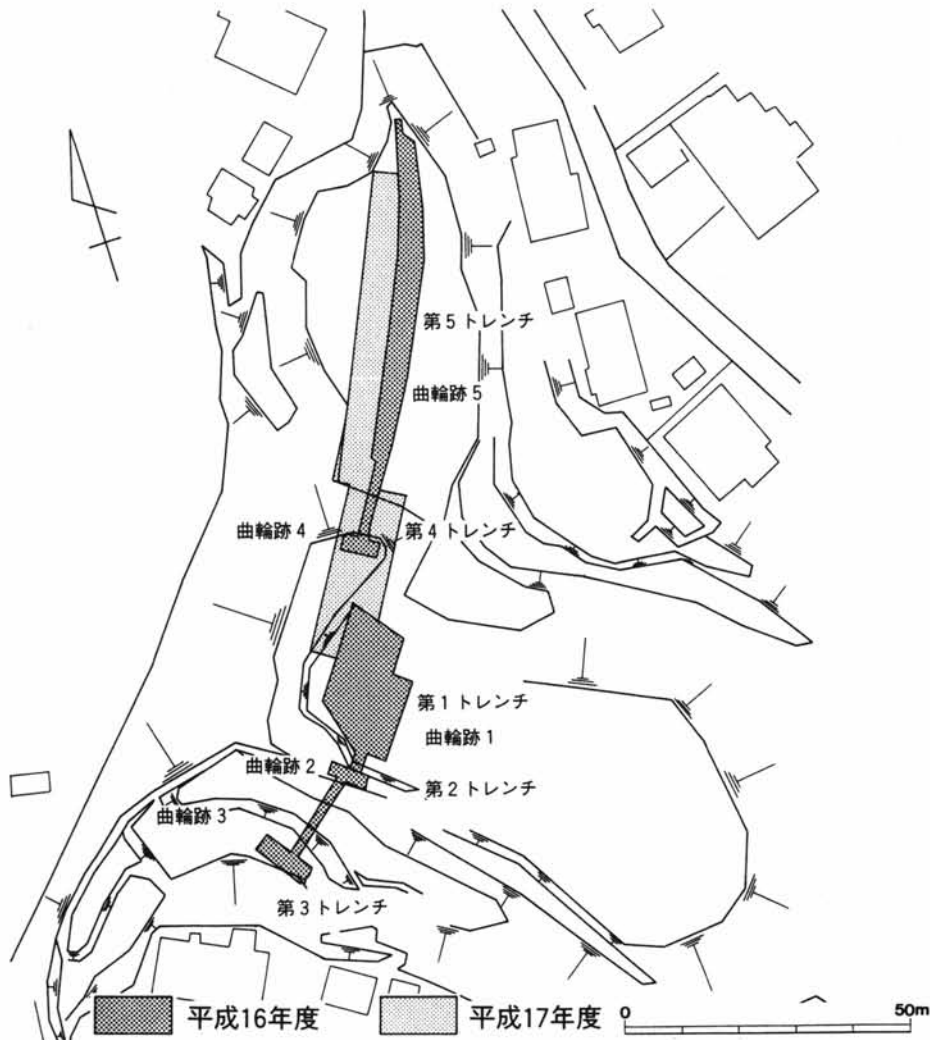 第5トレンチ
曲輪跡5
曲輪跡4
第4トレンチ
第1トレンチ
曲輪跡1
曲輪跡2
第2トレンチ
曲輪跡3
第3トレンチ
平成16年度
平成17年度
0
50m